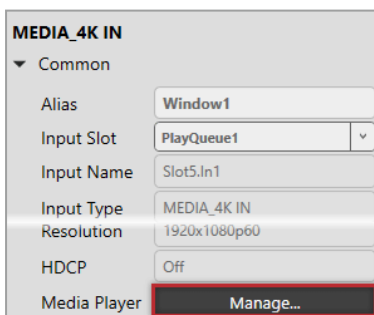 MEDIA_4K IN
Common
Alias Window1
Input Slot PlayQueue1
Input Name Slot5.In1
Input Type MEDIA_4K IN
Resolution 1920x1080p60
HDCP Off
Media Player Manage...